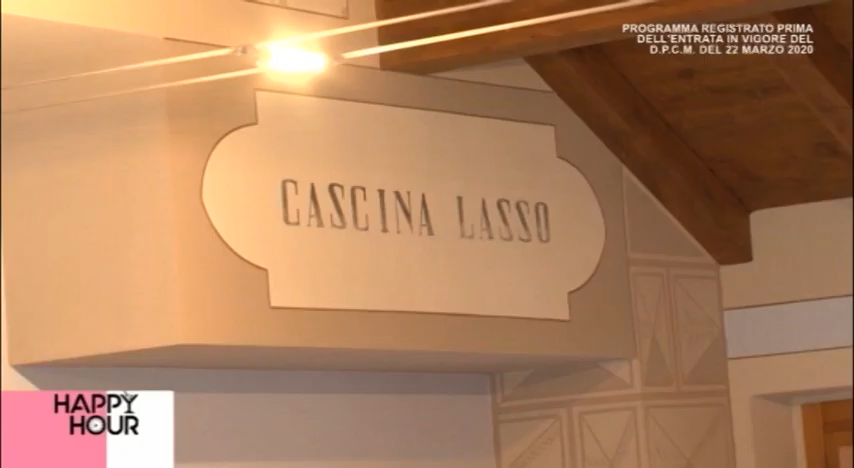 PROGRAMMA REGISTRATO PRIMA
DELL'ENTRATA IN VIGORE DEL
D.P.C.M. DEL 22 MARZO 2020
CASCINA LASSO
HAPPY
HOUR